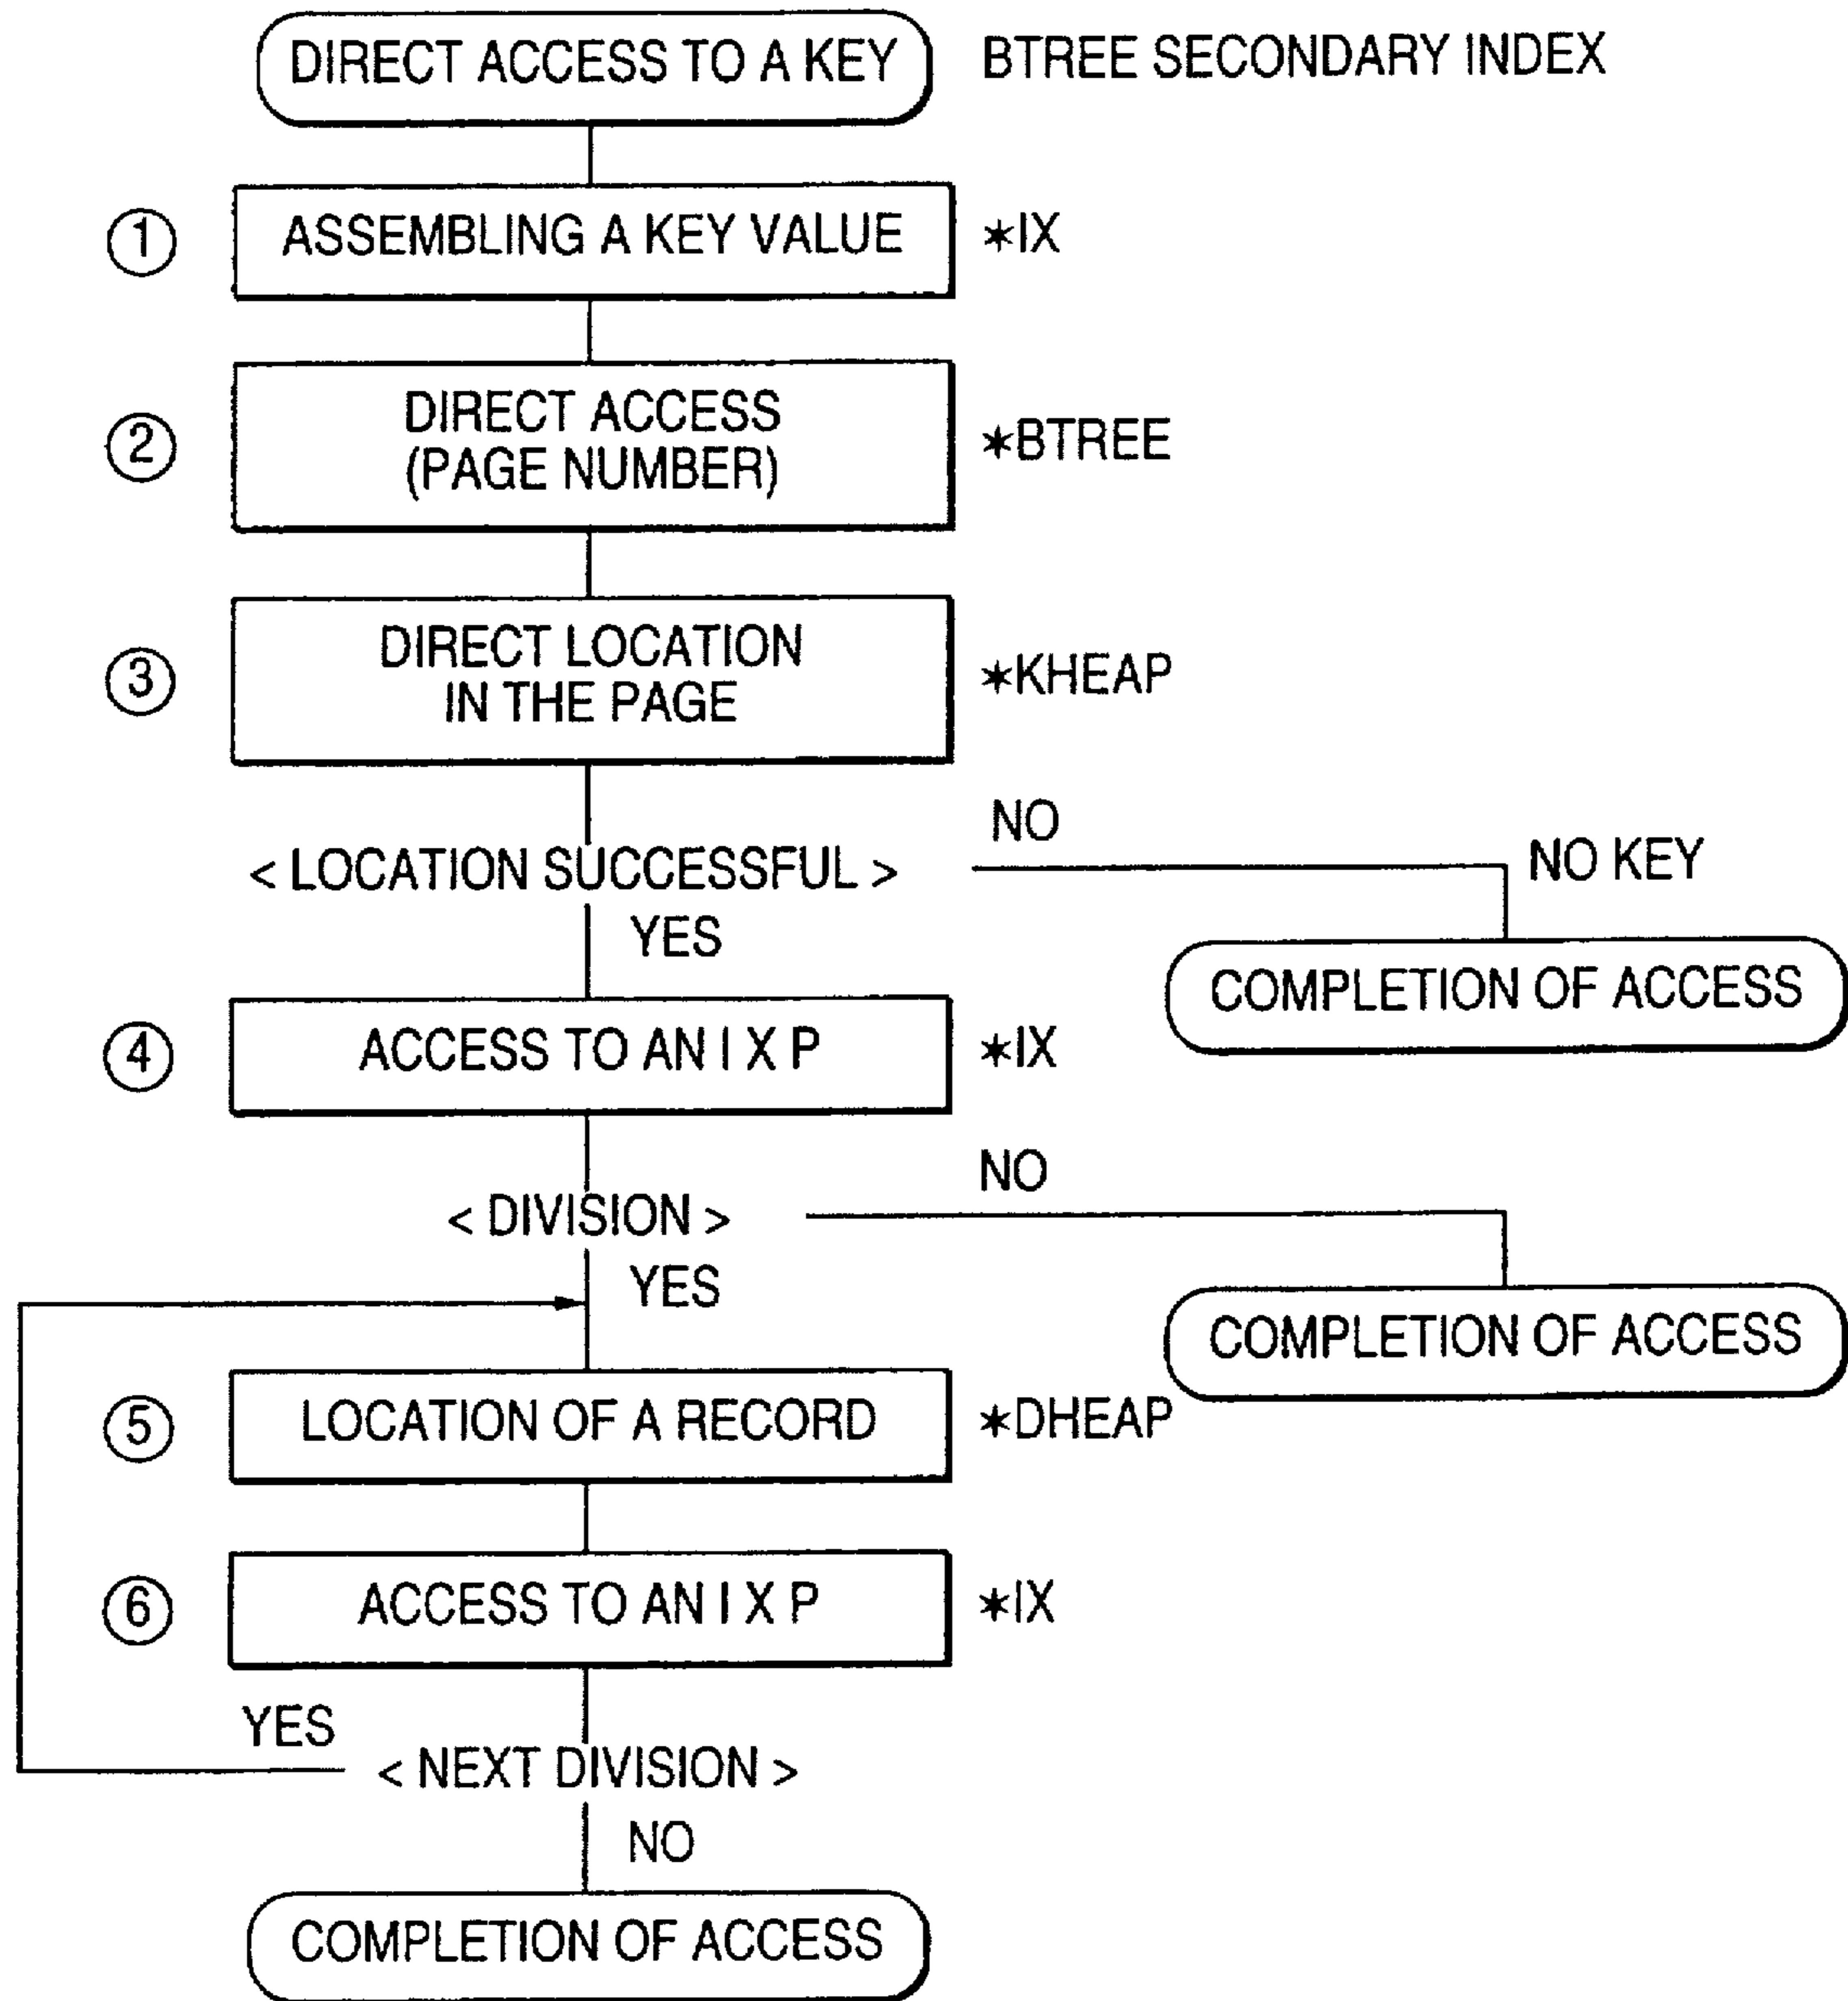 DIRECT ACCESS TO A KEY
BTREE SECONDARY INDEX
① ASSEMBLING A KEY VALUE *IX
② DIRECT ACCESS
(PAGE NUMBER) *BTREE
③ DIRECT LOCATION
IN THE PAGE *KHEAP
NO
< LOCATION SUCCESSFUL > NO KEY
YES
COMPLETION OF ACCESS
④ ACCESS TO AN I X P *IX
NO
< DIVISION >
YES
COMPLETION OF ACCESS
⑤ LOCATION OF A RECORD *DHEAP
⑥ ACCESS TO AN I X P *IX
YES
< NEXT DIVISION >
NO
COMPLETION OF ACCESS